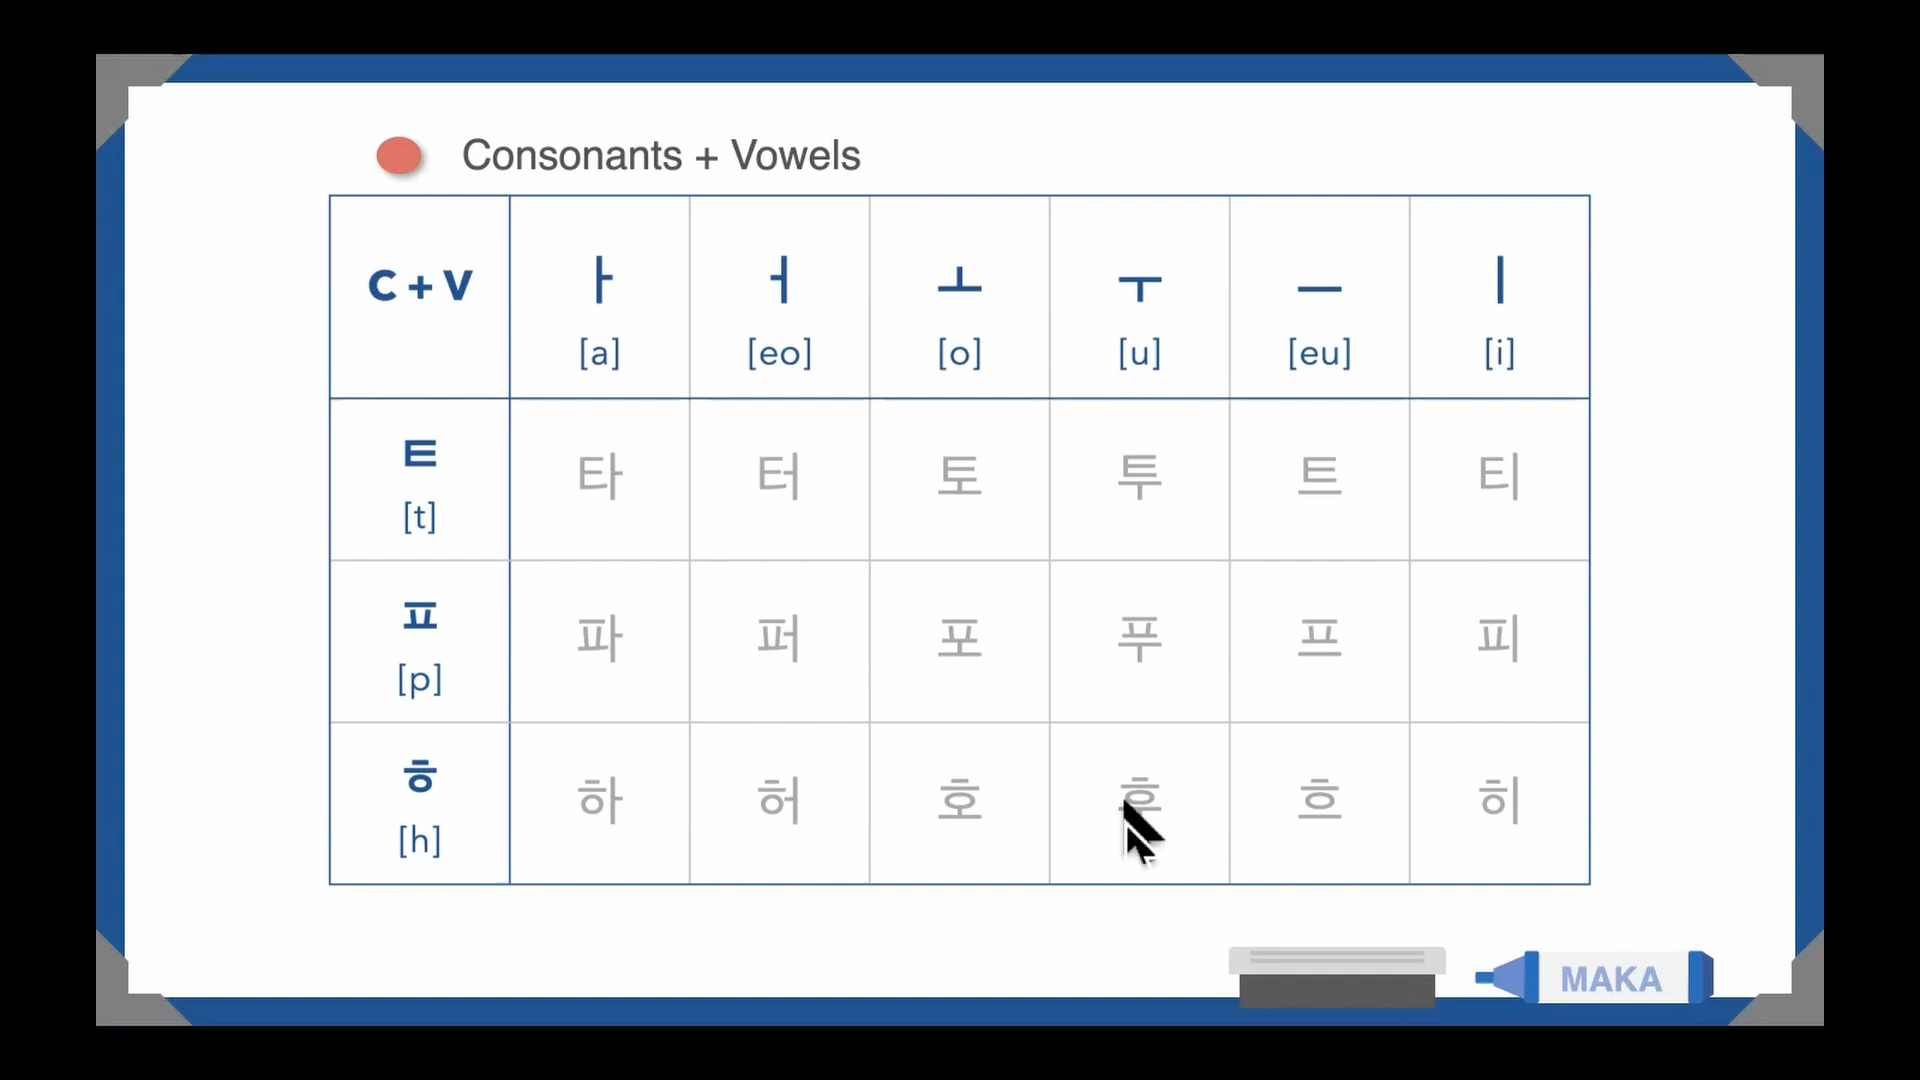 Consonants + Vowels
C + V ㅏ ㅓ ㅗ ㅜ ㅡ ㅣ
[a] [eo] [o] [u] [eu] [i]
ㅌ 타 터 토 투 트 티
[t]
ㅍ 파 퍼 포 푸 프 피
[p]
ㅎ 하 허 호 흐 히
[h]
MAKA